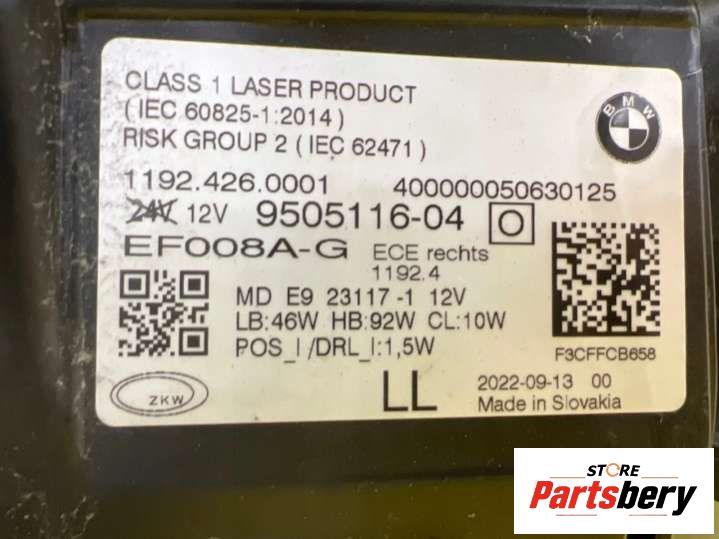 CLASS 1 LASER PRODUCT
(IEC 60825-1:2014)
RISK GROUP 2 (IEC 62471)
BMW
1192.426.0001 400000050630125
24V 12V 9505116-04 O
EF008A-G ECE rechts
1192.4
MD E9 23117-1 12V
LB:46W HB:92W CL:10W
POS_I/DRL_I:1,5W
F3CFFCB658
ZKW
LL
2022-09-13 00
Made in Slovakia
STORE
Partsbery